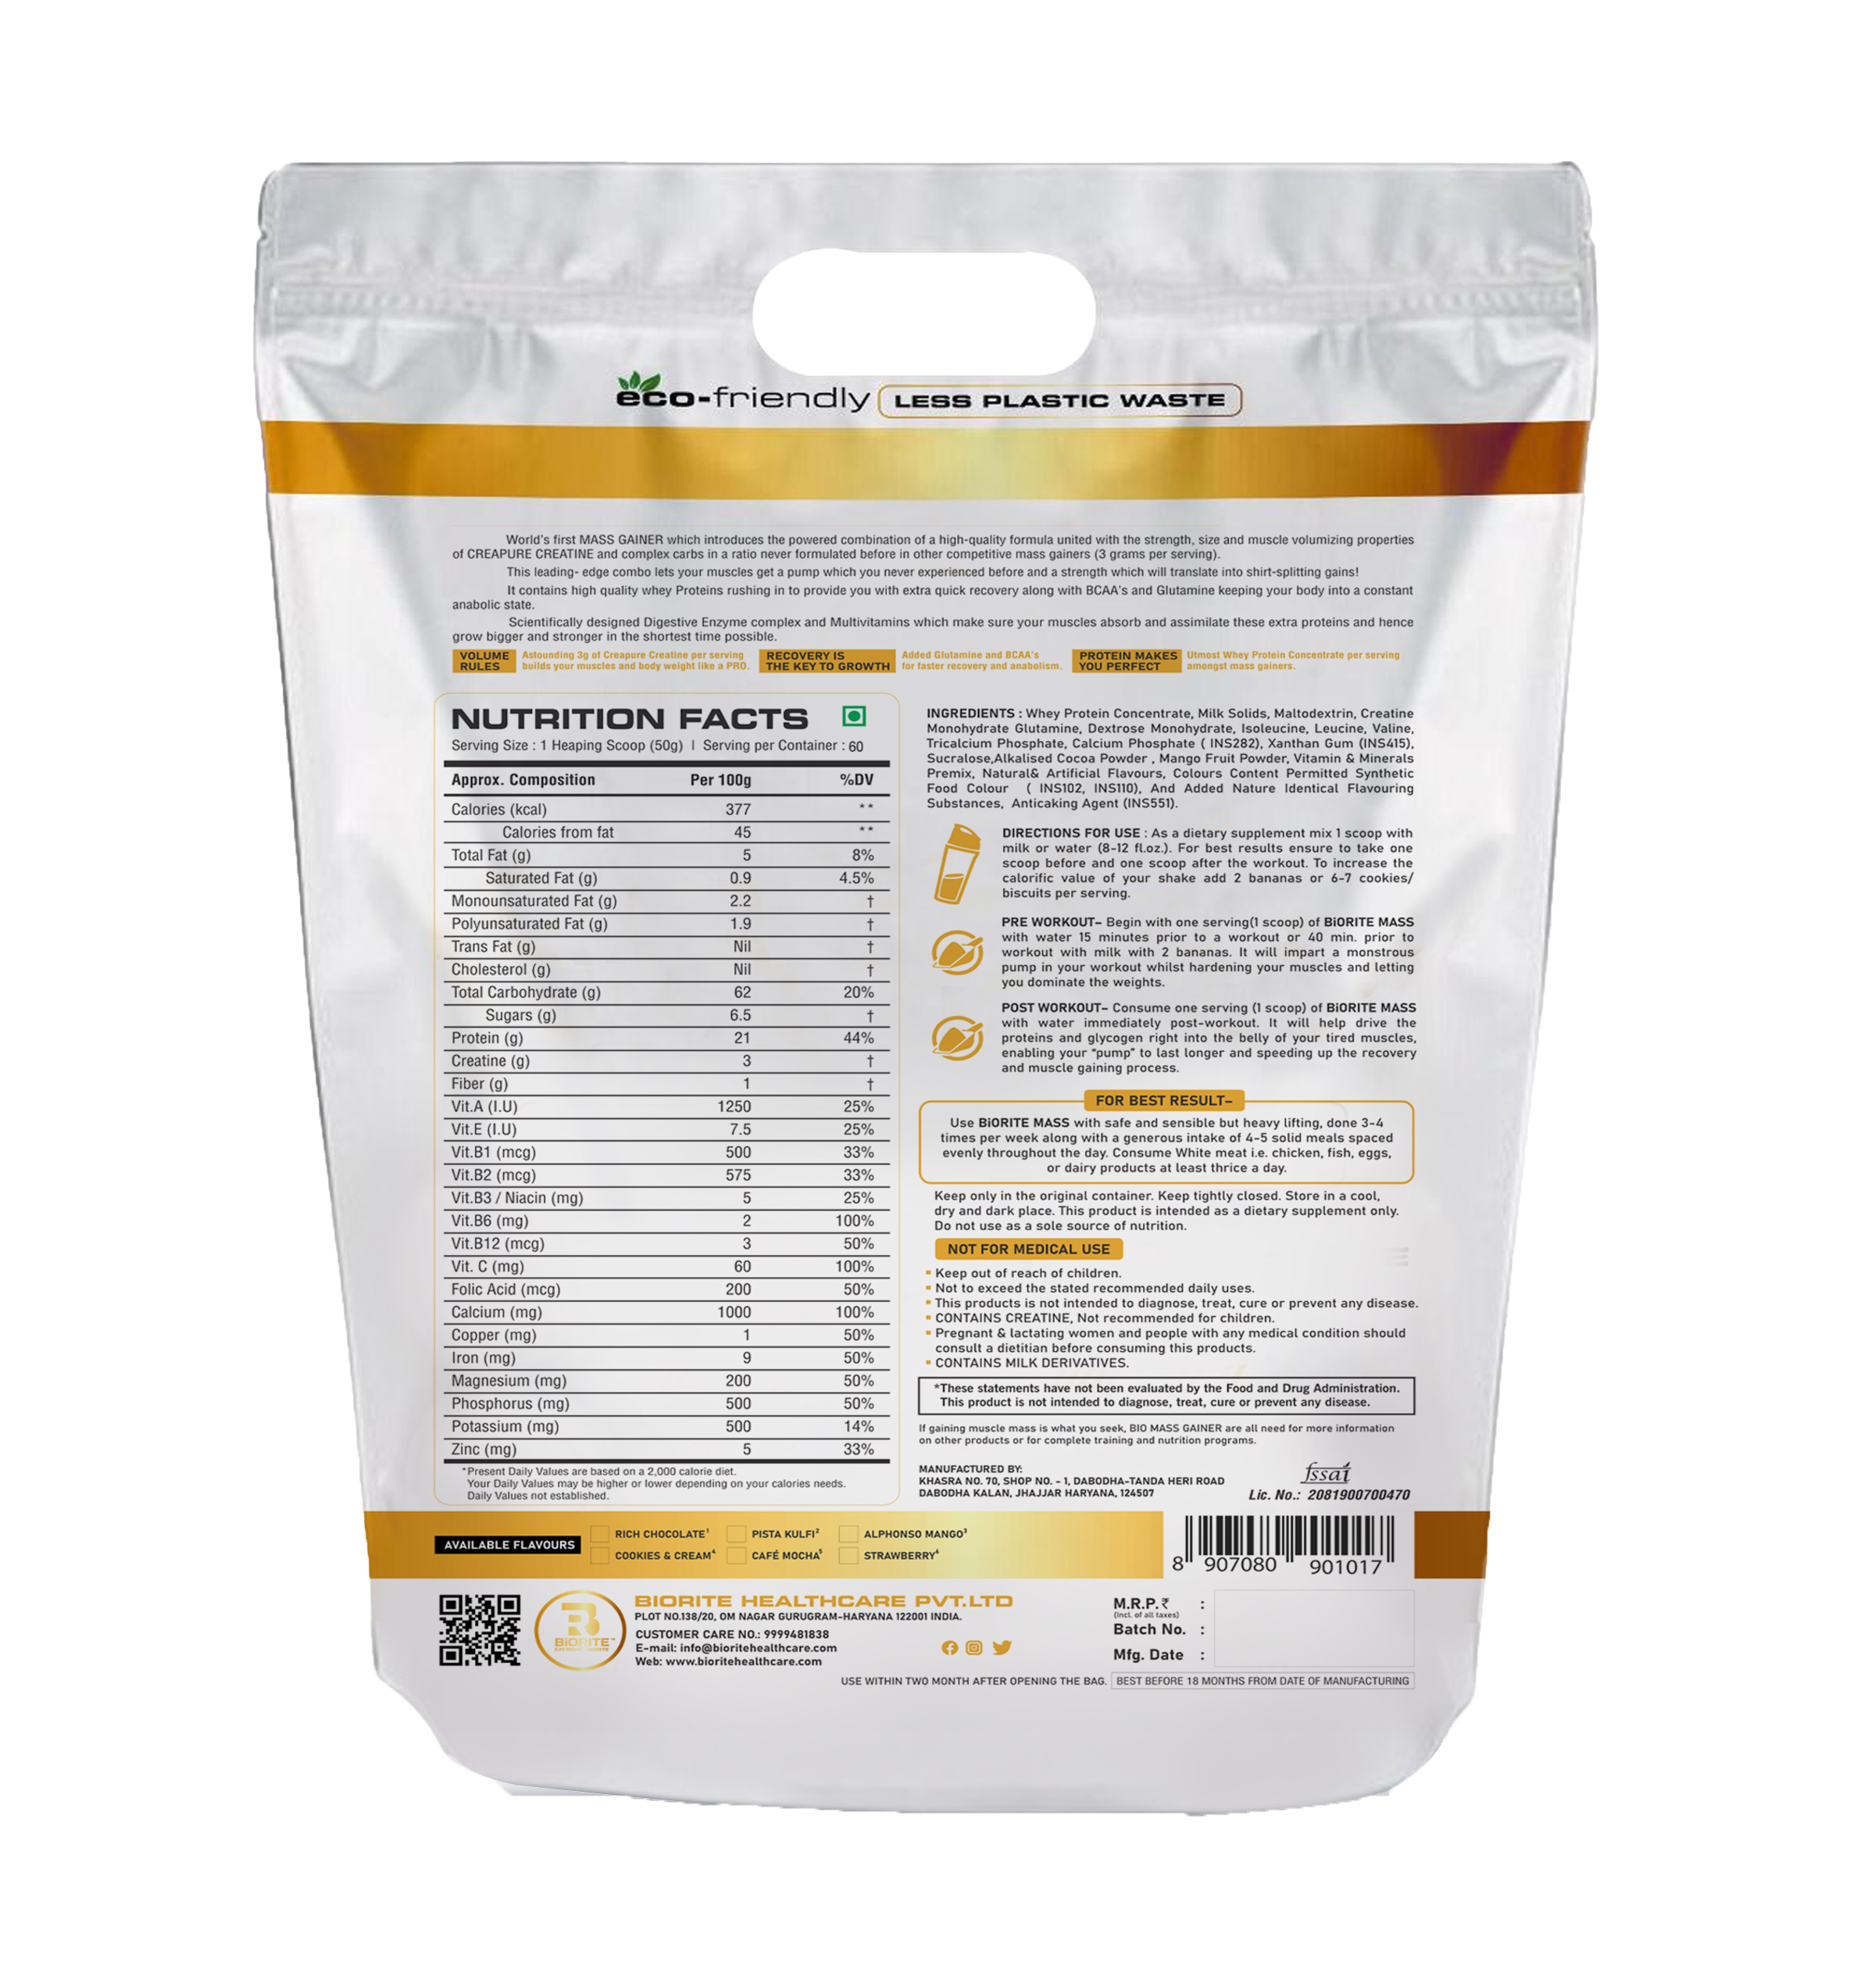 eco-friendly LESS PLASTIC WASTE
World's first MASS GAINER which introduces the powered combination of a high-quality formula united with the strength, size and muscle volumizing properties
of CREAPURE CREATINE and complex carbs in a ratio never formulated before in other competitive mass gainers (3 grams per serving).
This leading- edge combo lets your muscles get a pump which you never experienced before and a strength which will translate into shirt-splitting gains!
It contains high quality whey Proteins rushing in to provide you with extra quick recovery along with BCAA's and Glutamine keeping your body into a constant
anabolic state.
Scientifically designed Digestive Enzyme complex and Multivitamins which make sure your muscles absorb and assimilate these extra proteins and hence
grow bigger and stronger in the shortest time possible.
VOLUME
RULES
Astounding 3g of Creapure Creatine per serving
builds your muscles and body weight like a PRO.
RECOVERY IS
THE KEY TO GROWTH
Added Glutamine and BCAA's
for faster recovery and anabolism.
PROTEIN MAKES
YOU PERFECT
Utmost Whey Protein Concentrate per serving
amongst mass gainers.
NUTRITION FACTS
Serving Size : 1 Heaping Scoop (50g) | Serving per Container : 60
Approx. Composition Per 100g %DV
Calories (kcal) 377 **
Calories from fat 45 **
Total Fat (g) 5 8%
Saturated Fat (g) 0.9 4.5%
Monounsaturated Fat (g) 2.2 †
Polyunsaturated Fat (g) 1.9 †
Trans Fat (g) Nil †
Cholesterol (g) Nil †
Total Carbohydrate (g) 62 20%
Sugars (g) 6.5 †
Protein (g) 21 44%
Creatine (g) 3 †
Fiber (g) 1 †
Vit.A (I.U) 1250 25%
Vit.E (I.U) 7.5 25%
Vit.B1 (mcg) 500 33%
Vit.B2 (mcg) 575 33%
Vit.B3 / Niacin (mg) 5 25%
Vit.B6 (mg) 2 100%
Vit.B12 (mcg) 3 50%
Vit. C (mg) 60 100%
Folic Acid (mcg) 200 50%
Calcium (mg) 1000 100%
Copper (mg) 1 50%
Iron (mg) 9 50%
Magnesium (mg) 200 50%
Phosphorus (mg) 500 50%
Potassium (mg) 500 14%
Zinc (mg) 5 33%
*Present Daily Values are based on a 2,000 calorie diet.
Your Daily Values may be higher or lower depending on your calories needs.
Daily Values not established.
INGREDIENTS : Whey Protein Concentrate, Milk Solids, Maltodextrin, Creatine
Monohydrate Glutamine, Dextrose Monohydrate, Isoleucine, Leucine, Valine,
Tricalcium Phosphate, Calcium Phosphate ( INS282), Xanthan Gum (INS415),
Sucralose,Alkalised Cocoa Powder , Mango Fruit Powder, Vitamin & Minerals
Premix, Natural& Artificial Flavours, Colours Content Permitted Synthetic
Food Colour ( INS102, INS110), And Added Nature Identical Flavouring
Substances, Anticaking Agent (INS551).
DIRECTIONS FOR USE : As a dietary supplement mix 1 scoop with
milk or water (8-12 fl.oz.). For best results ensure to take one
scoop before and one scoop after the workout. To increase the
calorific value of your shake add 2 bananas or 6-7 cookies/
biscuits per serving.
PRE WORKOUT- Begin with one serving(1 scoop) of BiORITE MASS
with water 15 minutes prior to a workout or 40 min. prior to
workout with milk with 2 bananas. It will impart a monstrous
pump in your workout whilst hardening your muscles and letting
you dominate the weights.
POST WORKOUT- Consume one serving (1 scoop) of BiORITE MASS
with water immediately post-workout. It will help drive the
proteins and glycogen right into the belly of your tired muscles,
enabling your "pump" to last longer and speeding up the recovery
and muscle gaining process.
FOR BEST RESULT-
Use BiORITE MASS with safe and sensible but heavy lifting, done 3-4
times per week along with a generous intake of 4-5 solid meals spaced
evenly throughout the day. Consume White meat i.e. chicken, fish, eggs,
or dairy products at least thrice a day.
Keep only in the original container. Keep tightly closed. Store in a cool,
dry and dark place. This product is intended as a dietary supplement only.
Do not use as a sole source of nutrition.
NOT FOR MEDICAL USE
Keep out of reach of children.
Not to exceed the stated recommended daily uses.
This products is not intended to diagnose, treat, cure or prevent any disease.
CONTAINS CREATINE, Not recommended for children.
Pregnant & lactating women and people with any medical condition should
consult a dietitian before consuming this products.
CONTAINS MILK DERIVATIVES.
*These statements have not been evaluated by the Food and Drug Administration.
This product is not intended to diagnose, treat, cure or prevent any disease.
If gaining muscle mass is what you seek, BIO MASS GAINER are all need for more information
on other products or for complete training and nutrition programs.
MANUFACTURED BY:
KHASRA NO. 70, SHOP NO. - 1, DABODHA-TANDA HERI ROAD
DABODHA KALAN, JHAJJAR HARYANA, 124507
fssai
Lic. No.: 2081900700470
AVAILABLE FLAVOURS
RICH CHOCOLATE¹ PISTA KULFI² ALPHONSO MANGO³
COOKIES & CREAM⁴ CAFÉ MOCHA⁵ STRAWBERRY⁶
8 907080 901017
BiORITE
BIORITE HEALTHCARE PVT.LTD
PLOT NO.138/20, OM NAGAR GURUGRAM-HARYANA 122001 INDIA.
CUSTOMER CARE NO.: 9999481838
E-mail: info@bioritehealthcare.com
Web: www.bioritehealthcare.com
M.R.P.₹ :
(Incl. of all taxes)
Batch No. :
Mfg. Date :
USE WITHIN TWO MONTH AFTER OPENING THE BAG. BEST BEFORE 18 MONTHS FROM DATE OF MANUFACTURING